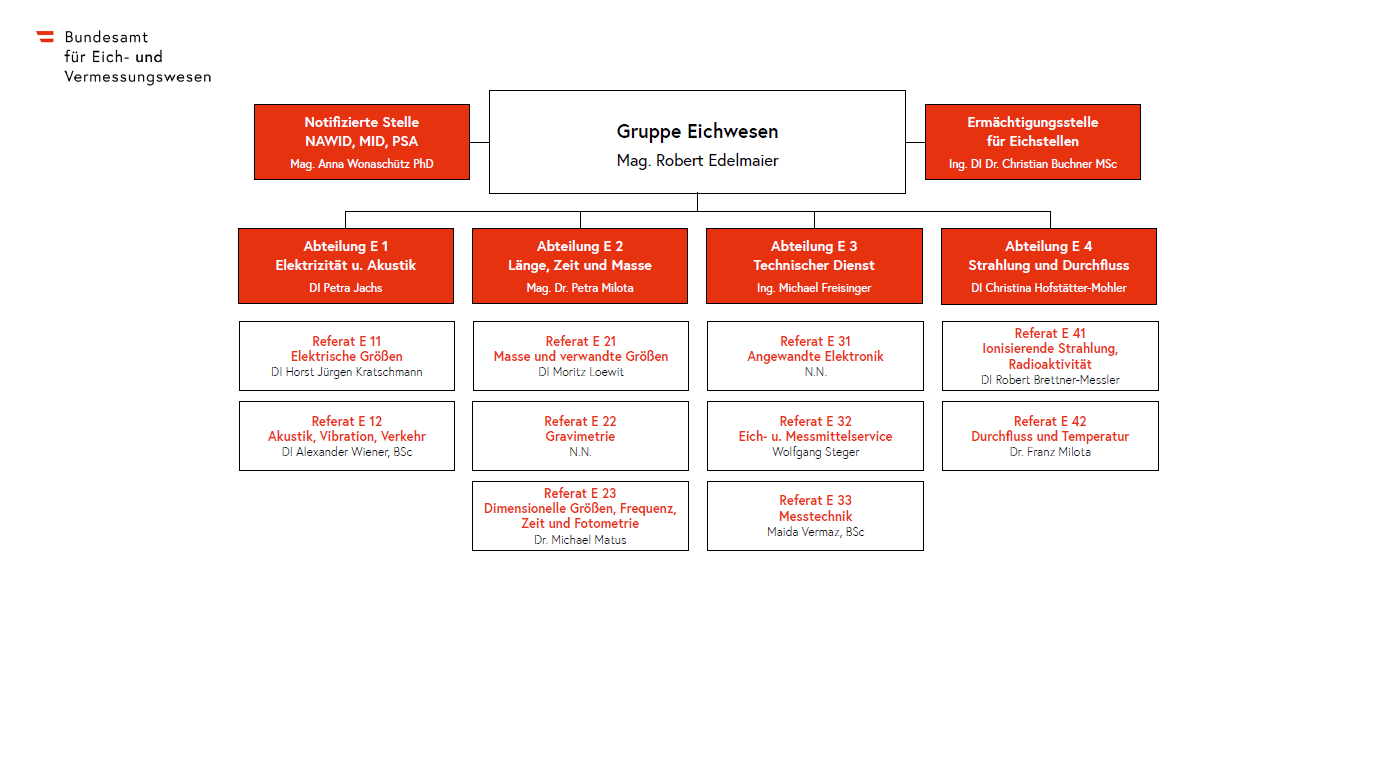 Bundesamt
für Eich- und
Vermessungswesen
Notifizierte Stelle
NAWID, MID, PSA
Mag. Anna Wonaschütz PhD
Gruppe Eichwesen
Mag. Robert Edelmaier
Ermächtigungsstelle
für Eichstellen
Ing. DI Dr. Christian Buchner MSc
Abteilung E 1
Elektrizität u. Akustik
DI Petra Jachs
Abteilung E 2
Länge, Zeit und Masse
Mag. Dr. Petra Milota
Abteilung E 3
Technischer Dienst
Ing. Michael Freisinger
Abteilung E 4
Strahlung und Durchfluss
DI Christina Hofstätter-Mohler
Referat E 11
Elektrische Größen
DI Horst Jürgen Kratschmann
Referat E 21
Masse und verwandte Größen
DI Moritz Loewit
Referat E 31
Angewandte Elektronik
N.N.
Referat E 41
Ionisierende Strahlung,
Radioaktivität
DI Robert Brettner-Messler
Referat E 12
Akustik, Vibration, Verkehr
DI Alexander Wiener, BSc
Referat E 22
Gravimetrie
N.N.
Referat E 32
Eich- u. Messmittelservice
Wolfgang Steger
Referat E 42
Durchfluss und Temperatur
Dr. Franz Milota
Referat E 23
Dimensionelle Größen, Frequenz,
Zeit und Fotometrie
Dr. Michael Matus
Referat E 33
Messtechnik
Maida Vermaz, BSc